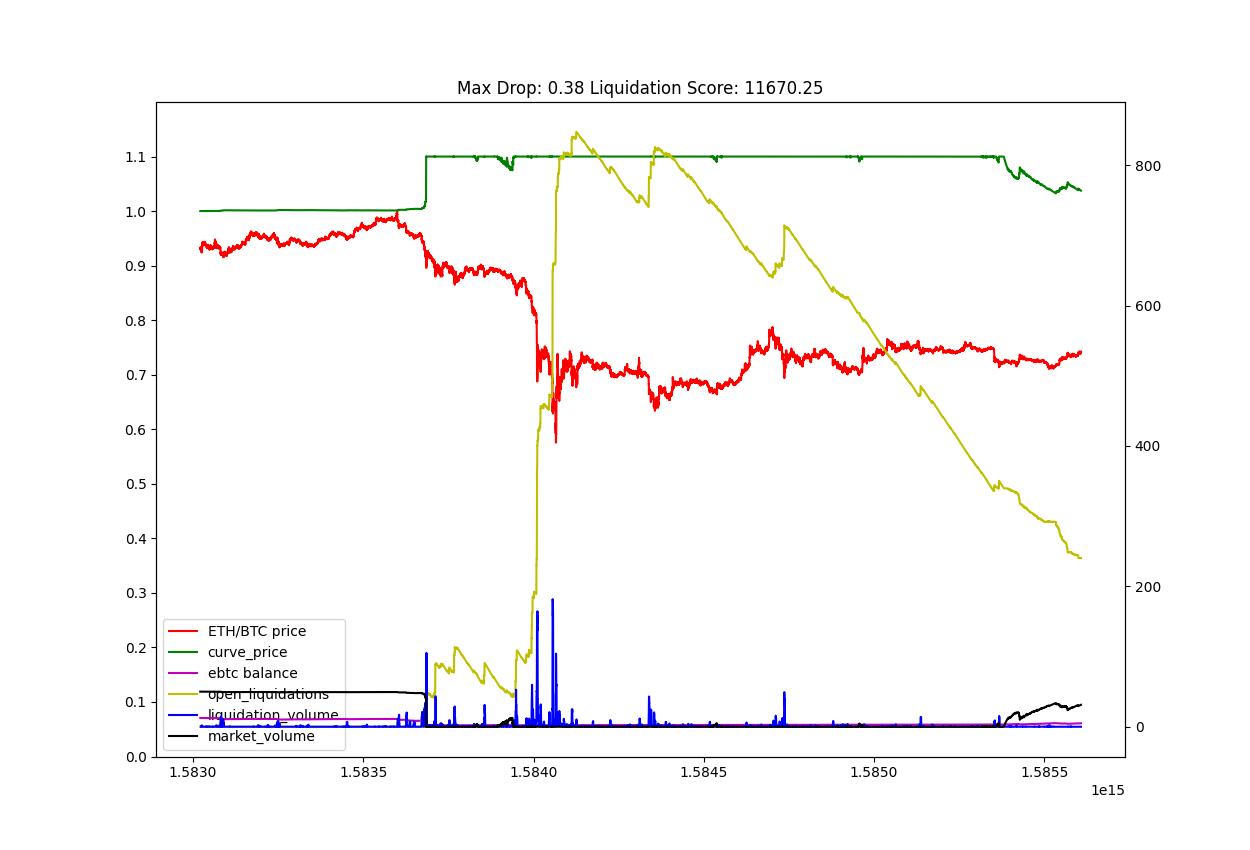 Max Drop: 0.38 Liquidation Score: 11670.25
1.1
1.0
0.9
0.8
0.7
0.6
0.5
0.4
0.3
0.2
0.1
0.0
800
600
400
200
0
ETH/BTC price
curve_price
ebtc balance
open_liquidations
liquidation_volume
market_volume
1.5830 1.5835 1.5840 1.5845 1.5850 1.5855
1e15